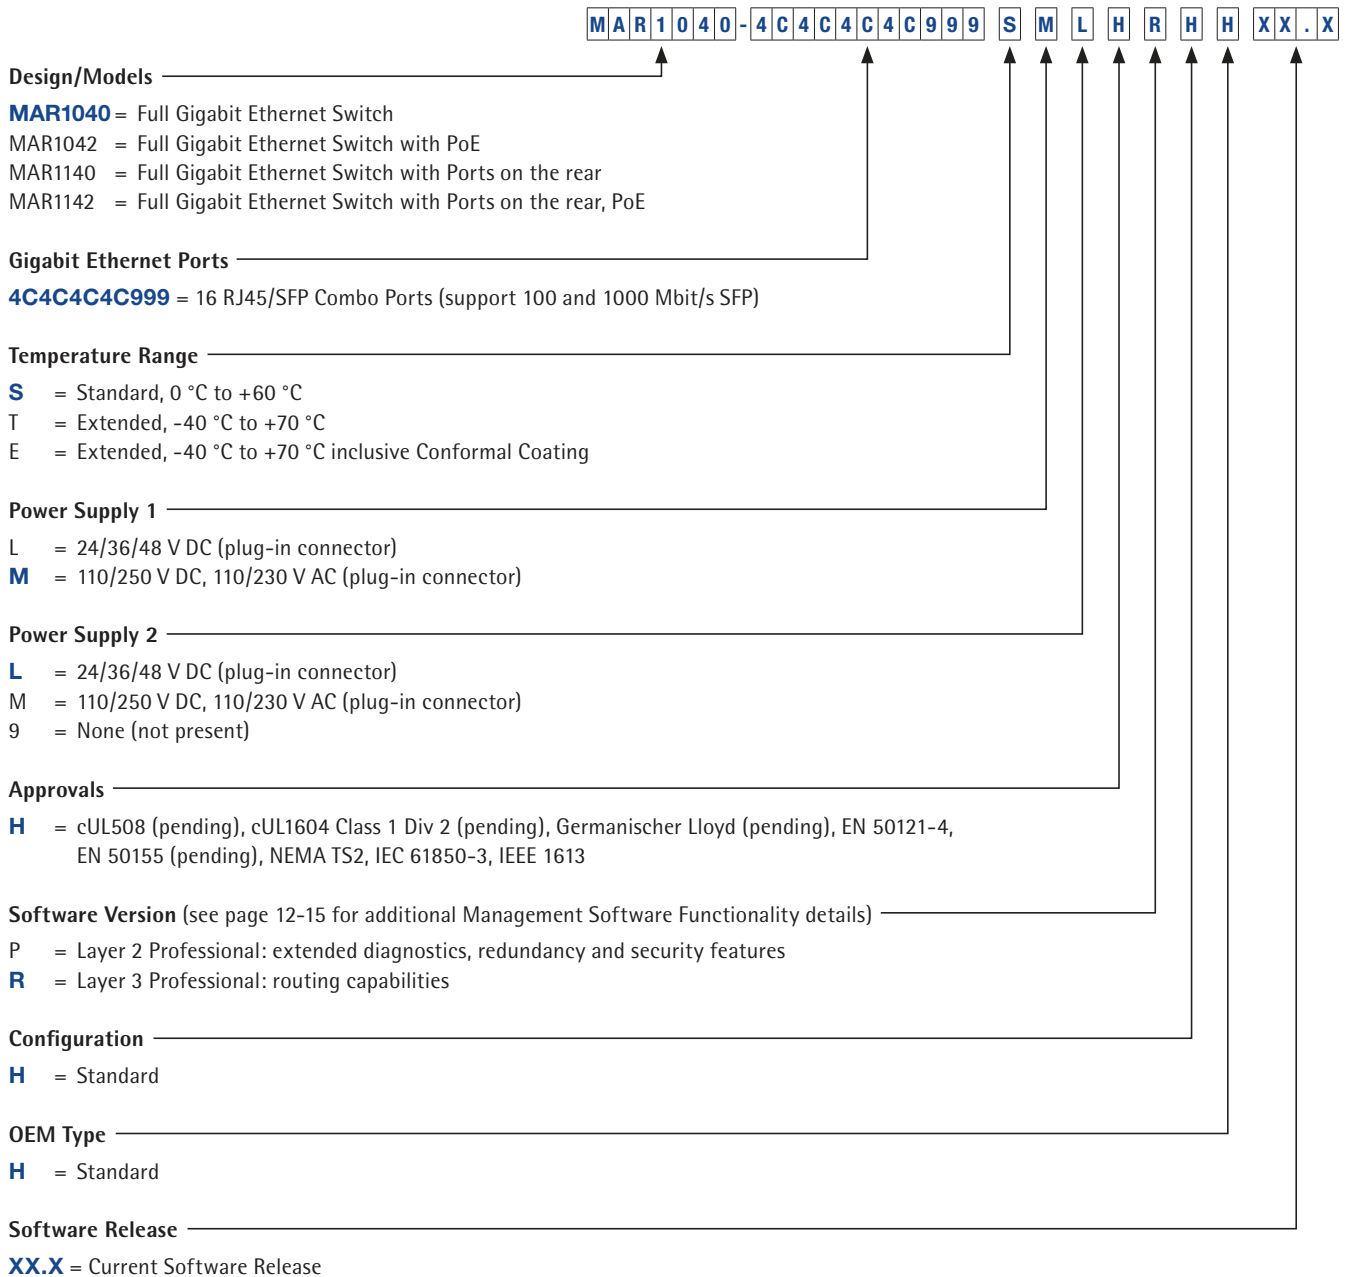 MAR1040-4C4C4C4C999 S M L H R H H XX.X
Design/Models
MAR1040 = Full Gigabit Ethernet Switch
MAR1042 = Full Gigabit Ethernet Switch with PoE
MAR1140 = Full Gigabit Ethernet Switch with Ports on the rear
MAR1142 = Full Gigabit Ethernet Switch with Ports on the rear, PoE
Gigabit Ethernet Ports
4C4C4C4C999 = 16 RJ45/SFP Combo Ports (support 100 and 1000 Mbit/s SFP)
Temperature Range
S = Standard, 0 °C to +60 °C
T = Extended, -40 °C to +70 °C
E = Extended, -40 °C to +70 °C inclusive Conformal Coating
Power Supply 1
L = 24/36/48 V DC (plug-in connector)
M = 110/250 V DC, 110/230 V AC (plug-in connector)
Power Supply 2
L = 24/36/48 V DC (plug-in connector)
M = 110/250 V DC, 110/230 V AC (plug-in connector)
9 = None (not present)
Approvals
H = cUL508 (pending), cUL1604 Class 1 Div 2 (pending), Germanischer Lloyd (pending), EN 50121-4,
EN 50155 (pending), NEMA TS2, IEC 61850-3, IEEE 1613
Software Version (see page 12-15 for additional Management Software Functionality details)
P = Layer 2 Professional: extended diagnostics, redundancy and security features
R = Layer 3 Professional: routing capabilities
Configuration
H = Standard
OEM Type
H = Standard
Software Release
XX.X = Current Software Release